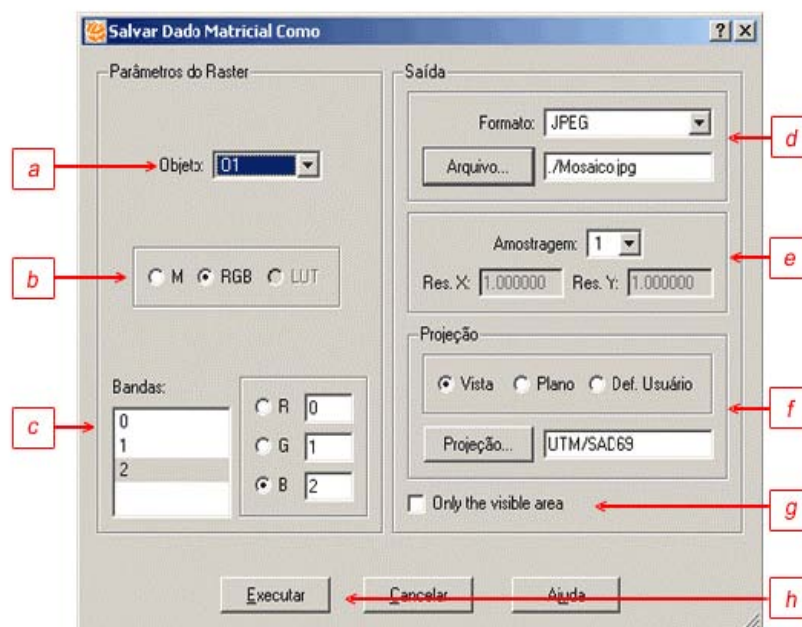 Salvar Dado Matricial Como
Parâmetros do Raster
a
Objeto: O1
b
M RGB LUT
c
Bandas:
0
1
2
R 0
G 1
B 2
Saída
Formato: JPEG
d
Arquivo... ./Mosaico.jpg
Amostragem: 1
e
Res. X: 1.000000 Res. Y: 1.000000
Projeção
Vista Plano Def. Usuário
f
Projeção... UTM/SAD69
Only the visible area
g
Executar Cancelar Ajuda
h